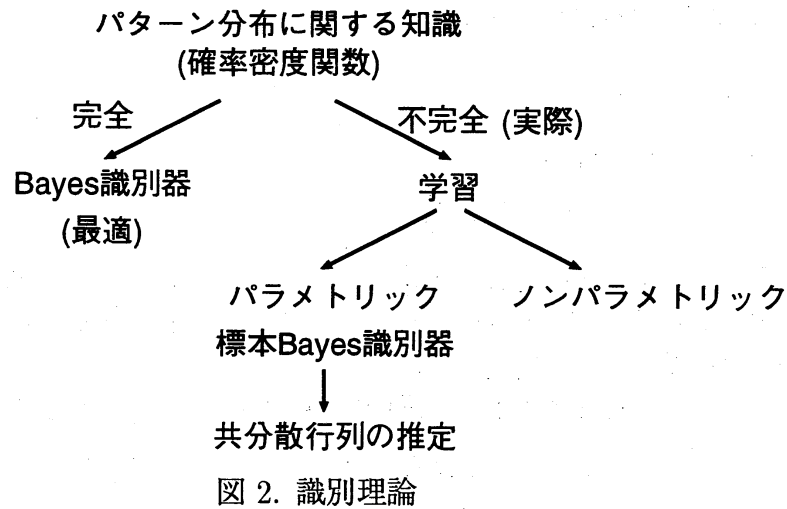 パターン分布に関する知識
(確率密度関数)
完全
不完全 (実際)
Bayes識別器
(最適)
学習
パラメトリック
ノンパラメトリック
標本Bayes識別器
共分散行列の推定
図 2. 識別理論